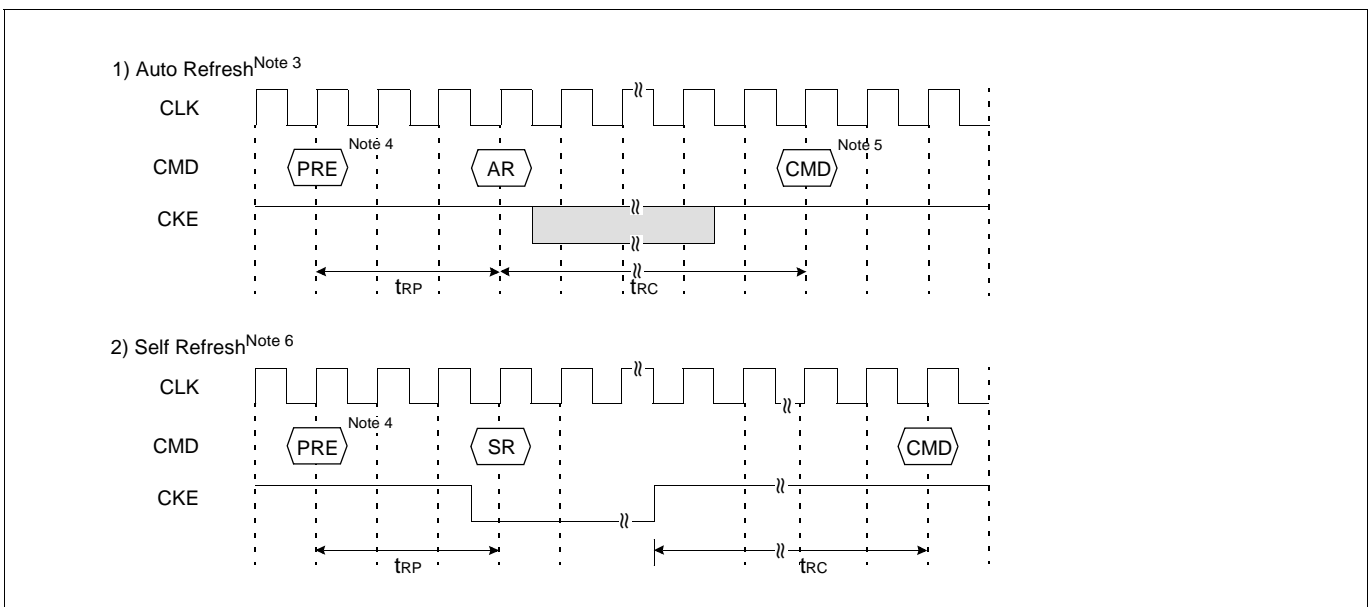 1) Auto Refresh Note 3
CLK
CMD
PRE
Note 4
AR
CMD
Note 5
CKE
tRP
tRC
2) Self Refresh Note 6
CLK
CMD
PRE
Note 4
SR
CMD
CKE
tRP
tRC